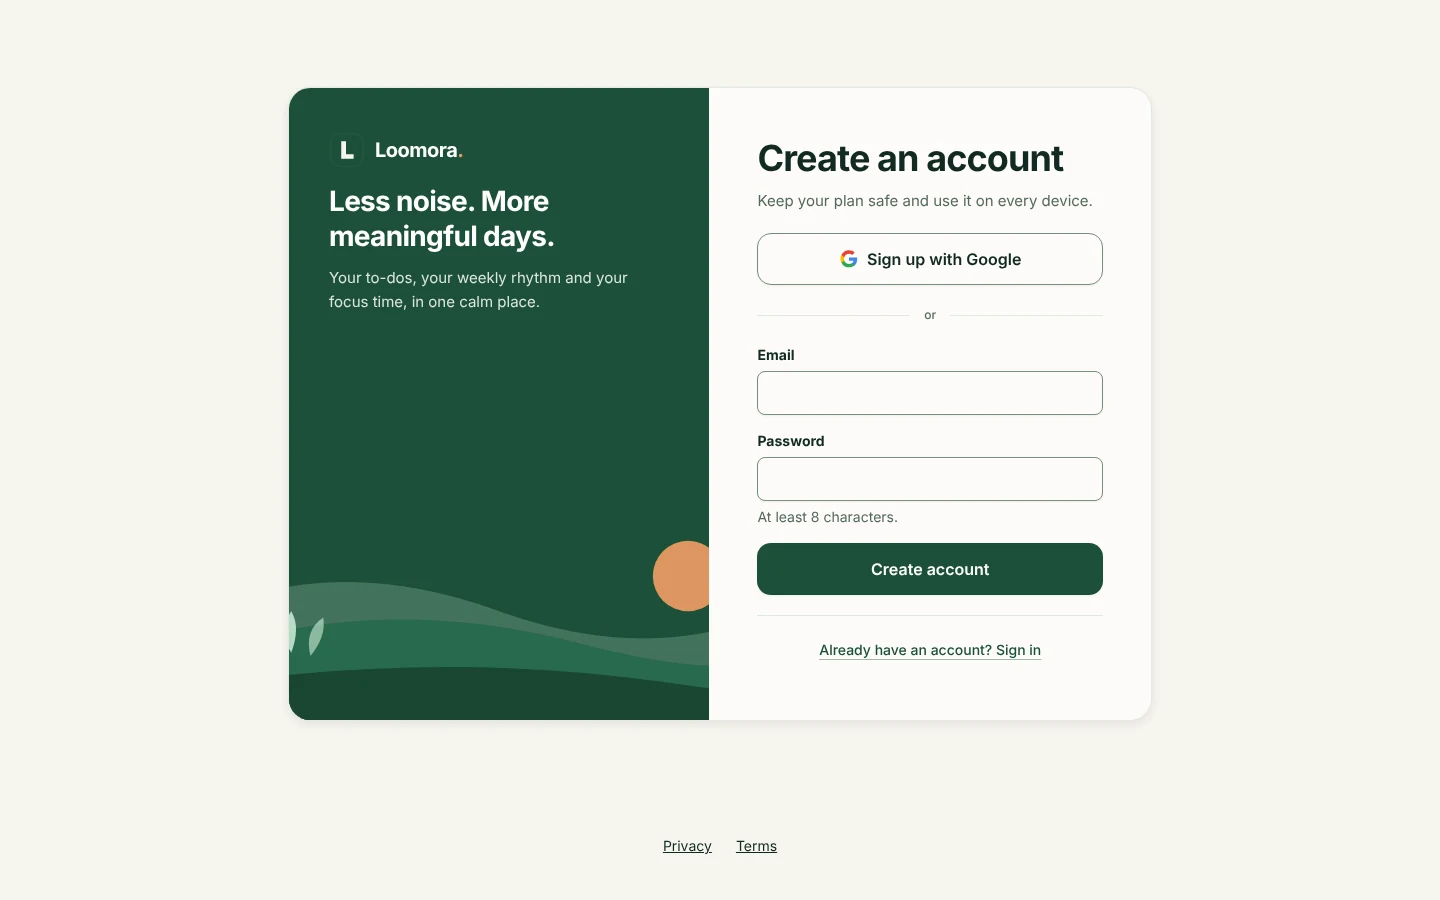 L Loomora.
Less noise. More
meaningful days.
Your to-dos, your weekly rhythm and your
focus time, in one calm place.
Create an account
Keep your plan safe and use it on every device.
Sign up with Google
or
Email
Password
At least 8 characters.
Create account
Already have an account? Sign in
Privacy Terms